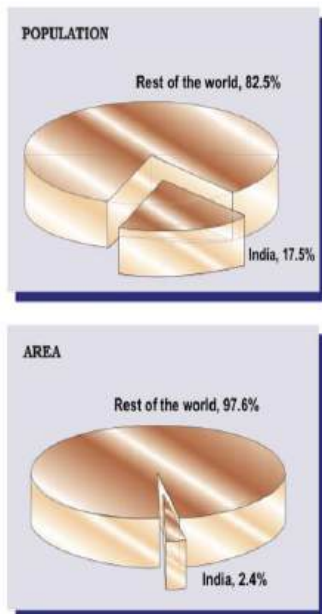 POPULATION
Rest of the world, 82.5%
India, 17.5%
AREA
Rest of the world, 97.6%
India, 2.4%